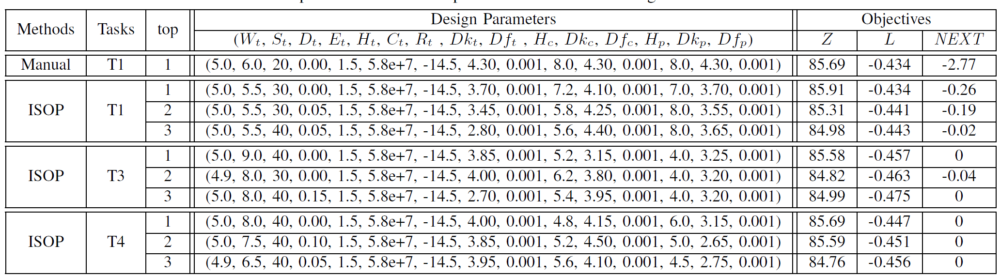 Methods Tasks top Design Parameters Objectives
(W_t, S_t, D_t, E_t, H_t, C_t, R_t , Dk_t, Df_t , H_c, Dk_c, Df_c, H_p, Dk_p, Df_p) Z L NEXT
Manual T1 1 (5.0, 6.0, 20, 0.00, 1.5, 5.8e+7, -14.5, 4.30, 0.001, 8.0, 4.30, 0.001, 8.0, 4.30, 0.001) 85.69 -0.434 -2.77
ISOP T1 1 (5.0, 5.5, 30, 0.00, 1.5, 5.8e+7, -14.5, 3.70, 0.001, 7.2, 4.10, 0.001, 7.0, 3.70, 0.001) 85.91 -0.434 -0.26
2 (5.0, 5.5, 30, 0.05, 1.5, 5.8e+7, -14.5, 3.45, 0.001, 5.8, 4.25, 0.001, 8.0, 3.55, 0.001) 85.31 -0.441 -0.19
3 (5.0, 5.5, 40, 0.05, 1.5, 5.8e+7, -14.5, 2.80, 0.001, 5.6, 4.40, 0.001, 8.0, 3.65, 0.001) 84.98 -0.443 -0.02
ISOP T3 1 (5.0, 9.0, 40, 0.00, 1.5, 5.8e+7, -14.5, 3.85, 0.001, 5.2, 3.15, 0.001, 4.0, 3.25, 0.001) 85.58 -0.457 0
2 (4.9, 8.0, 30, 0.00, 1.5, 5.8e+7, -14.5, 4.00, 0.001, 6.2, 3.80, 0.001, 4.0, 3.20, 0.001) 84.82 -0.463 -0.04
3 (5.0, 8.0, 40, 0.15, 1.5, 5.8e+7, -14.5, 2.70, 0.001, 5.4, 3.95, 0.001, 4.0, 3.20, 0.001) 84.99 -0.475 0
ISOP T4 1 (5.0, 8.0, 40, 0.00, 1.5, 5.8e+7, -14.5, 4.00, 0.001, 4.8, 4.15, 0.001, 6.0, 3.15, 0.001) 85.69 -0.447 0
2 (5.0, 7.5, 40, 0.10, 1.5, 5.8e+7, -14.5, 3.85, 0.001, 5.2, 4.50, 0.001, 5.0, 2.65, 0.001) 85.59 -0.451 0
3 (4.9, 6.5, 40, 0.05, 1.5, 5.8e+7, -14.5, 3.95, 0.001, 5.6, 4.10, 0.001, 4.5, 2.75, 0.001) 84.76 -0.456 0